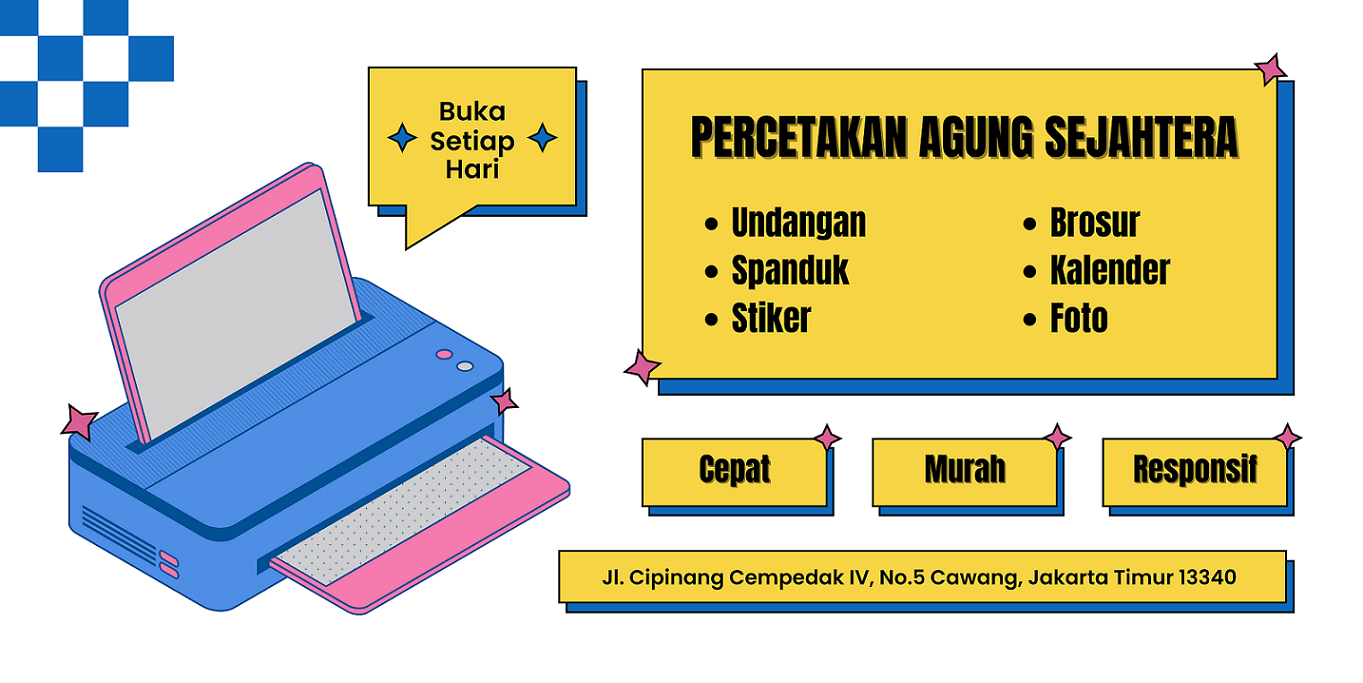 Buka
Setiap
Hari
PERCETAKAN AGUNG SEJAHTERA
• Undangan
• Spanduk
• Stiker
• Brosur
• Kalender
• Foto
Cepat
Murah
Responsif
Jl. Cipinang Cempedak IV, No.5 Cawang, Jakarta Timur 13340